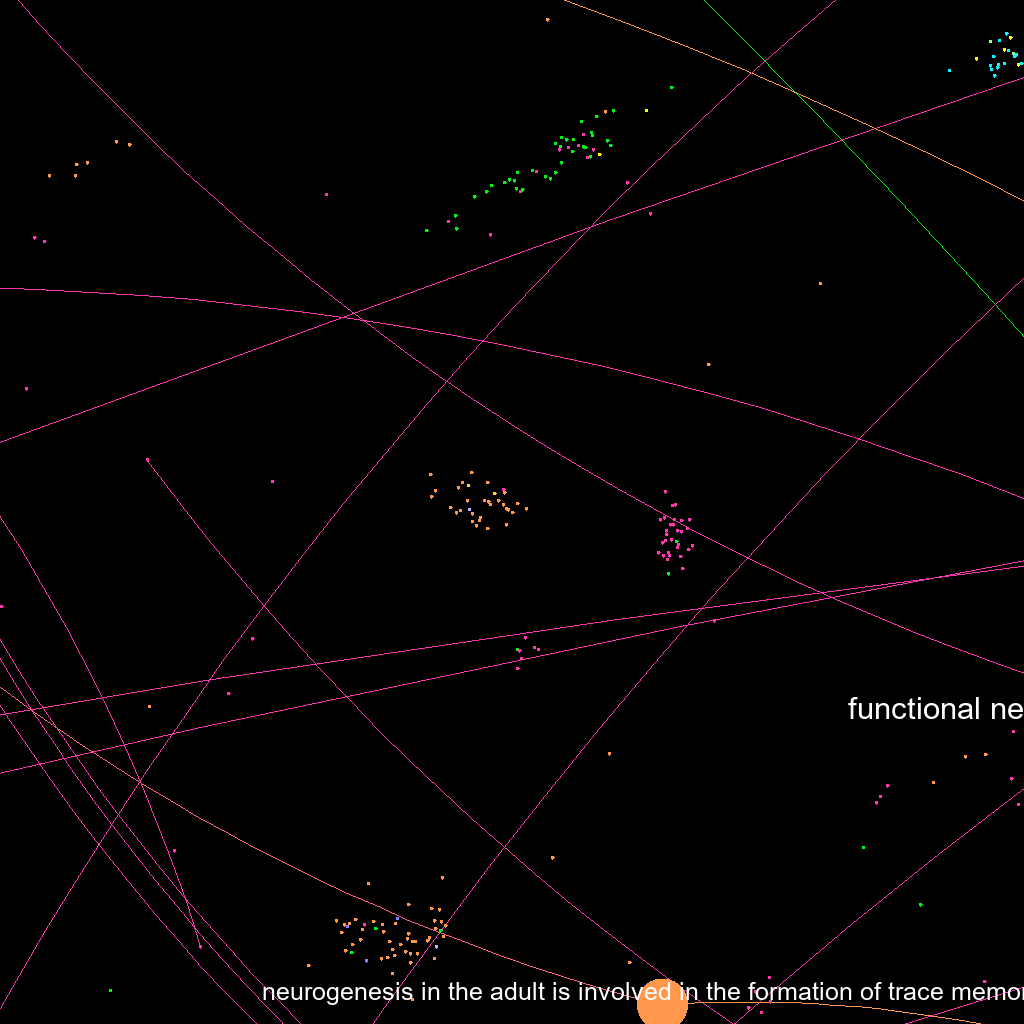 functional ne
neurogenesis in the adult is involved in the formation of trace memor